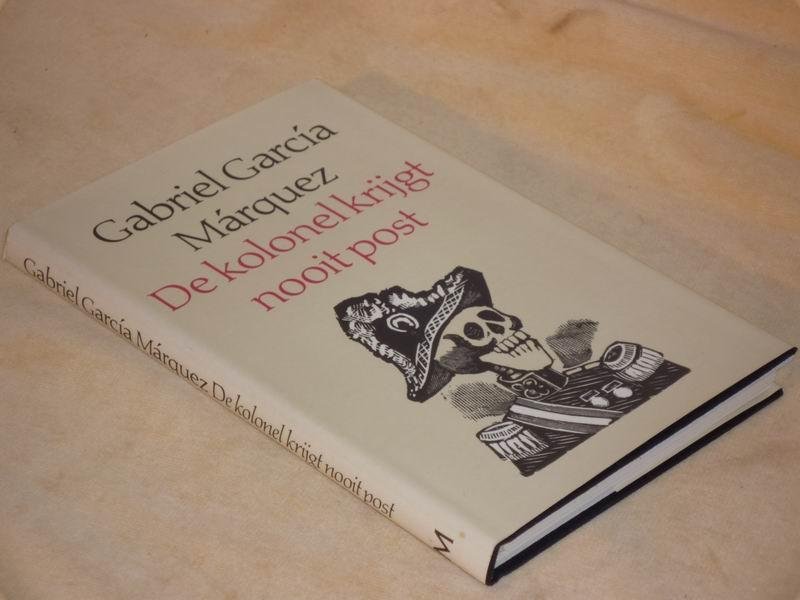 Gabriel García
Márquez
De kolonel krijgt
nooit post
Gabriel García Márquez De kolonel krijgt nooit post
M